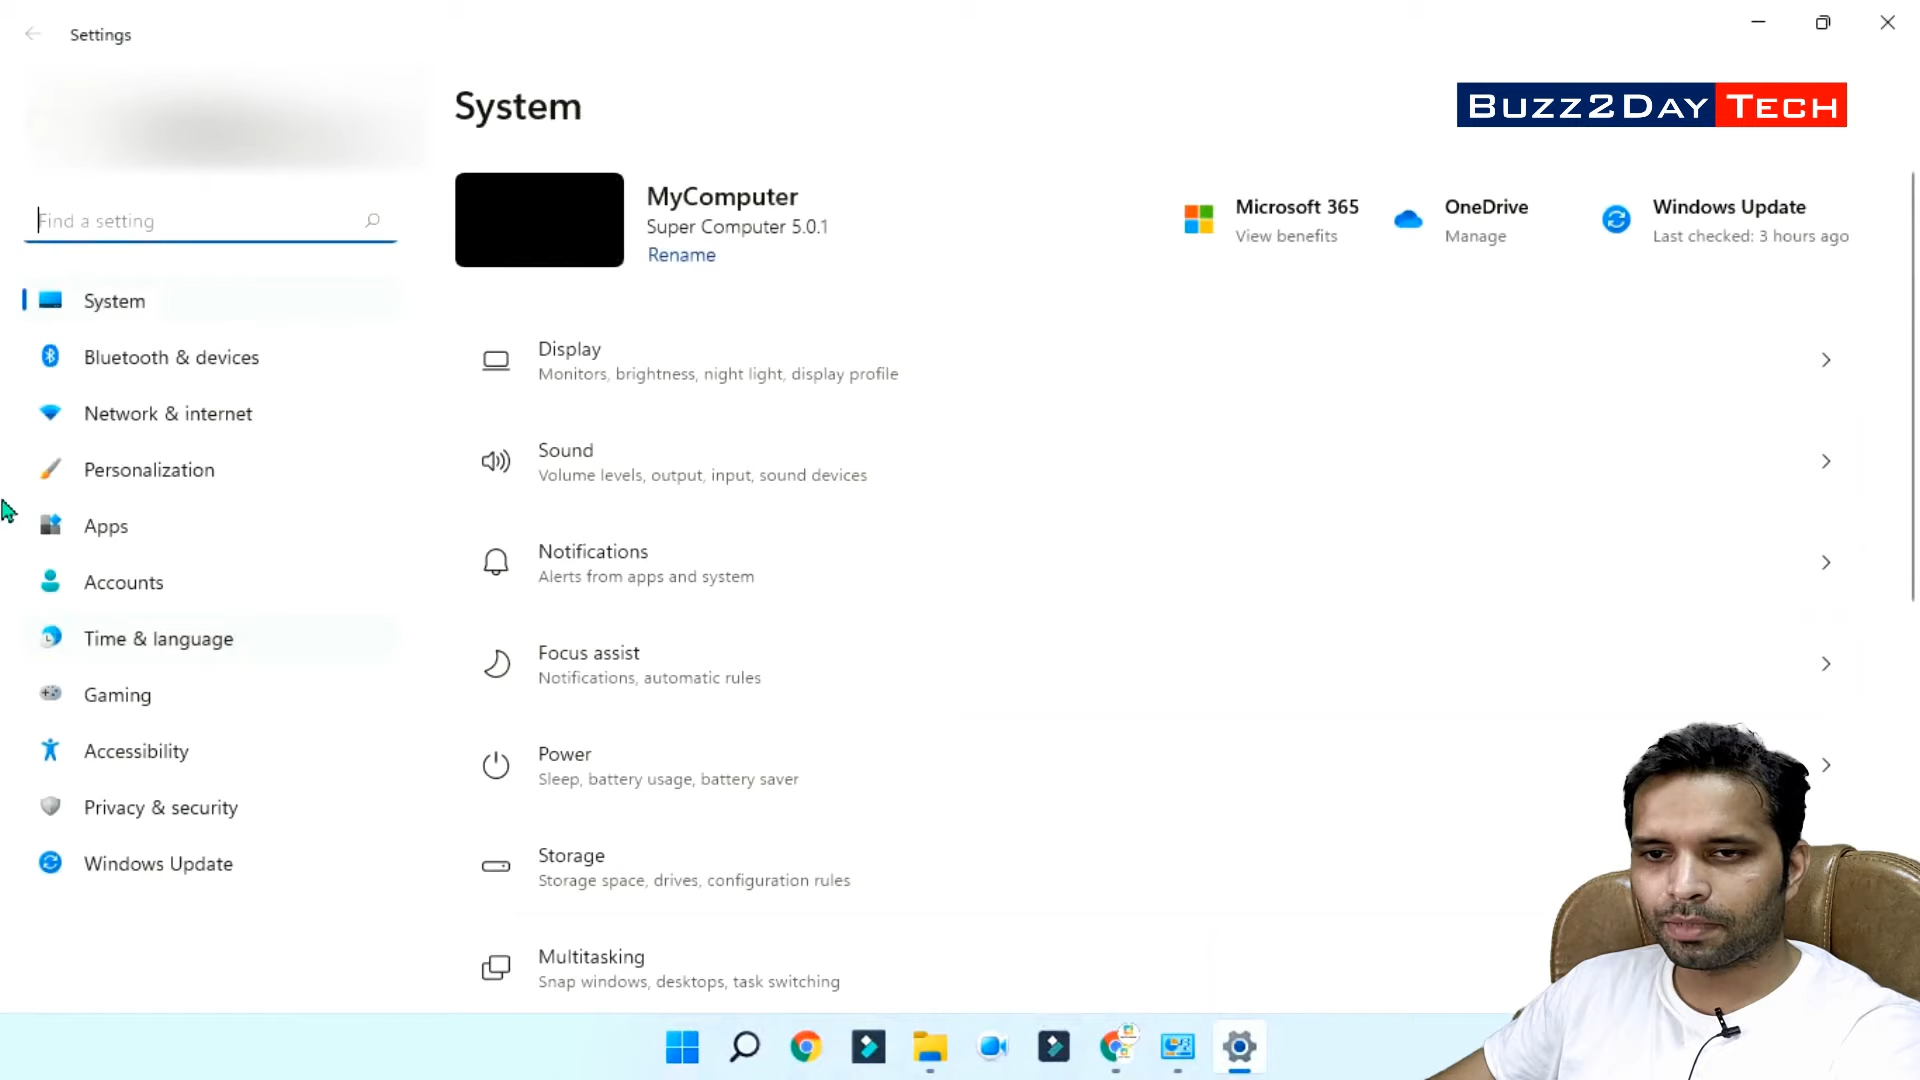 Settings
System
BUZZ2DAY TECH
MyComputer
Super Computer 5.0.1
Rename
Microsoft 365
View benefits
OneDrive
Manage
Windows Update
Last checked: 3 hours ago
Find a setting
System
Bluetooth & devices
Network & internet
Personalization
Apps
Accounts
Time & language
Gaming
Accessibility
Privacy & security
Windows Update
Display
Monitors, brightness, night light, display profile
Sound
Volume levels, output, input, sound devices
Notifications
Alerts from apps and system
Focus assist
Notifications, automatic rules
Power
Sleep, battery usage, battery saver
Storage
Storage space, drives, configuration rules
Multitasking
Snap windows, desktops, task switching